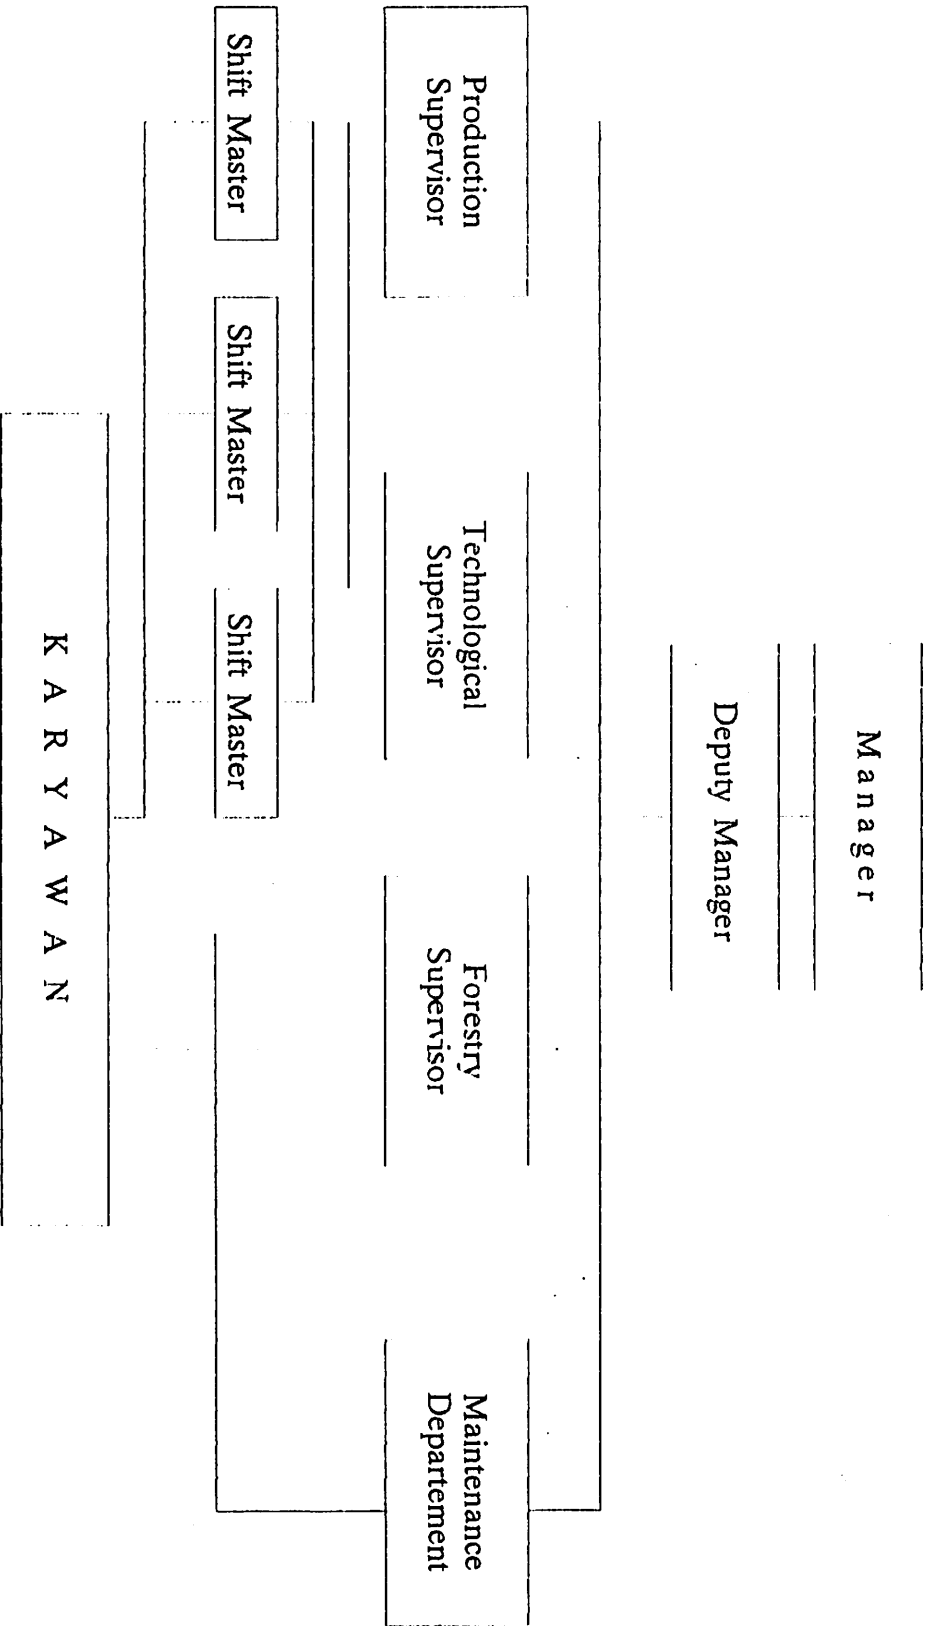 Manager
Deputy Manager
Production
Supervisor
Technological
Supervisor
Forestry
Supervisor
Maintenance
Departement
Shift Master
Shift Master
Shift Master
KARYAWAN